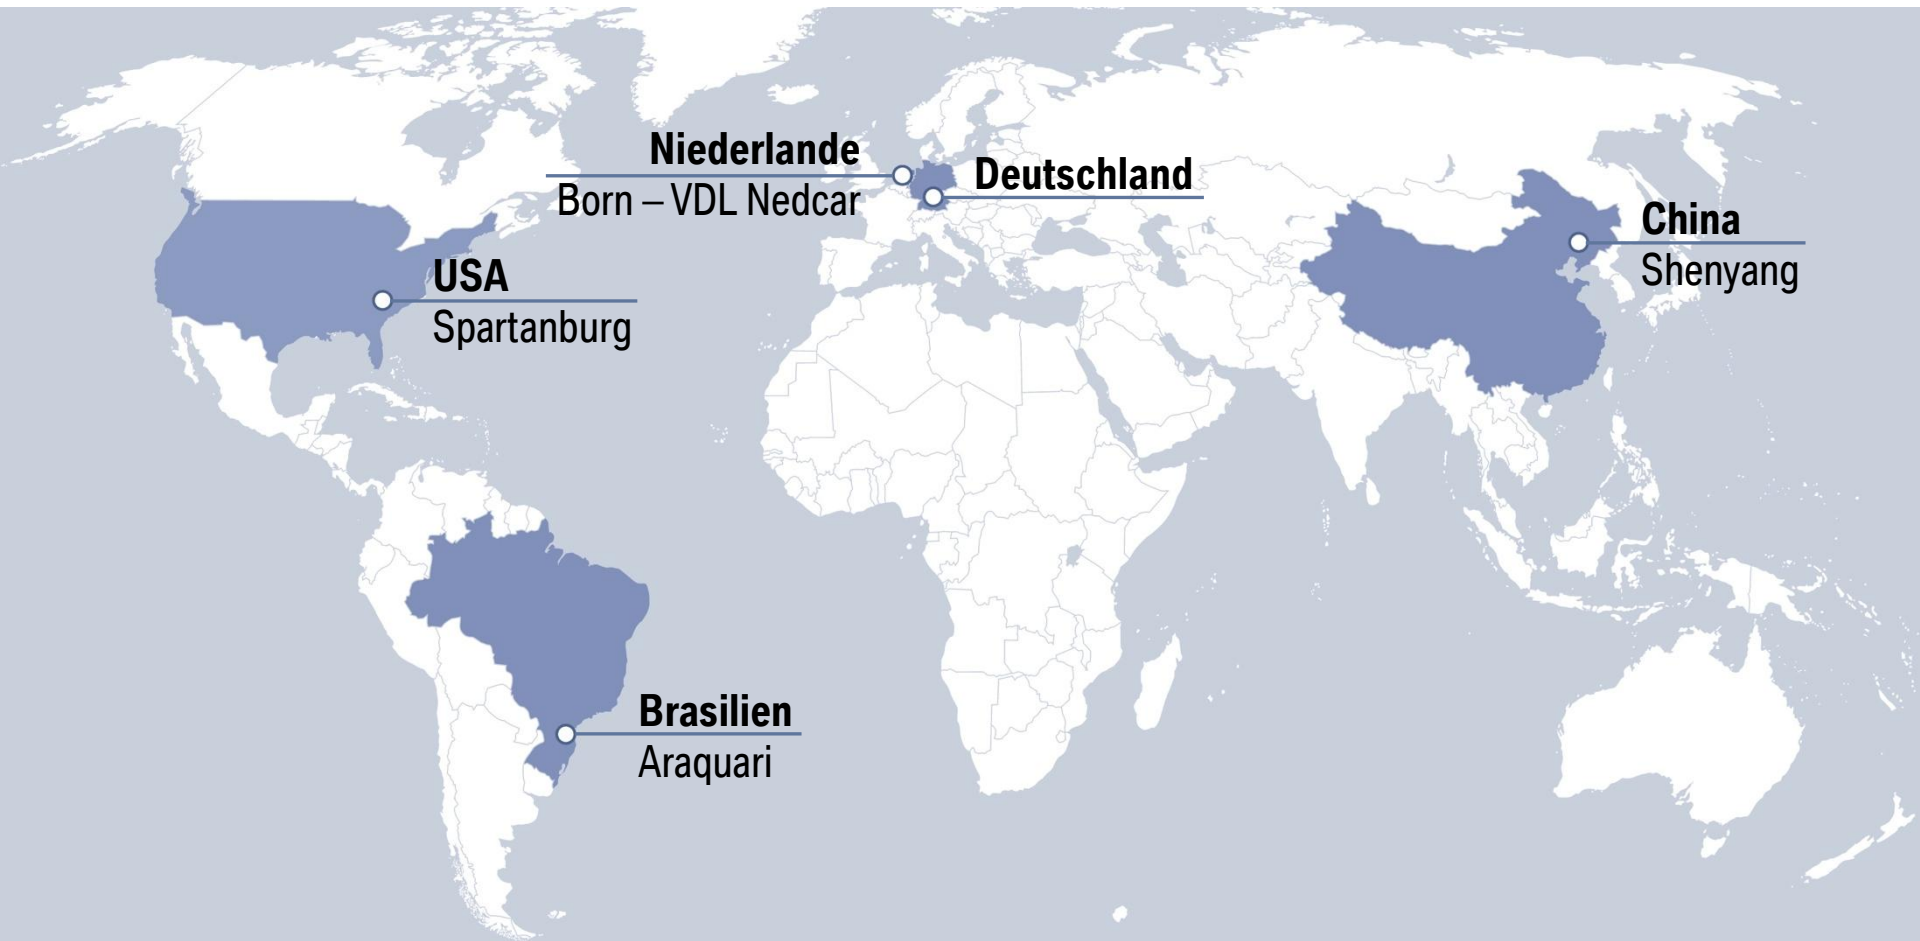 Niederlande
Born – VDL Nedcar
Deutschland
China
Shenyang
USA
Spartanburg
Brasilien
Araquari